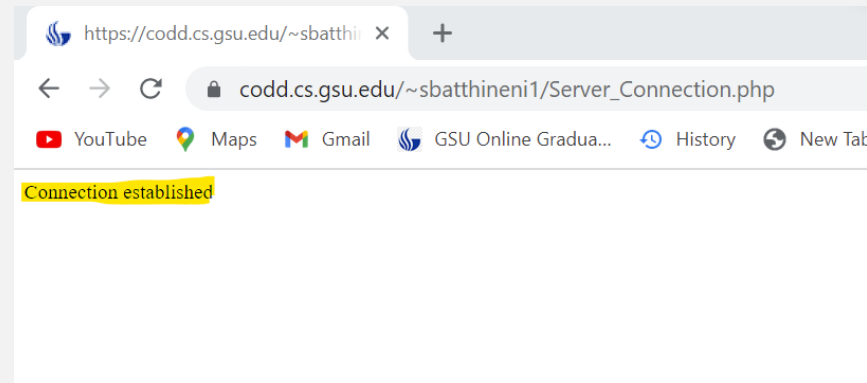 https://codd.cs.gsu.edu/~sbatthi
codd.cs.gsu.edu/~sbatthineni1/Server_Connection.php
YouTube Maps Gmail GSU Online Gradua... History New Tab
Connection established